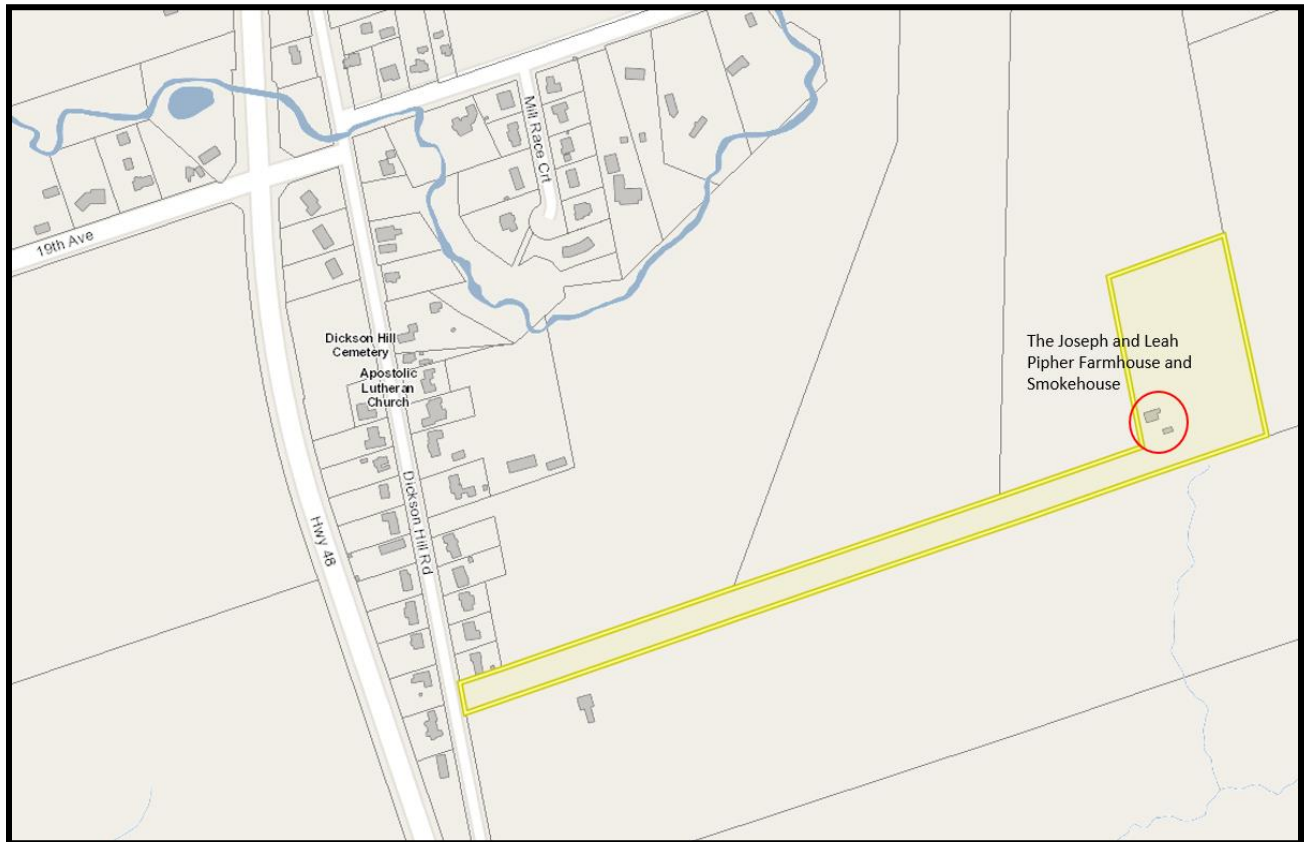 Mill Race Crt
19th Ave
Dickson Hill
Cemetery
Apostolic
Lutheran
Church
The Joseph and Leah
Pipher Farmhouse and
Smokehouse
Dickson Hill Rd
Hwy 48